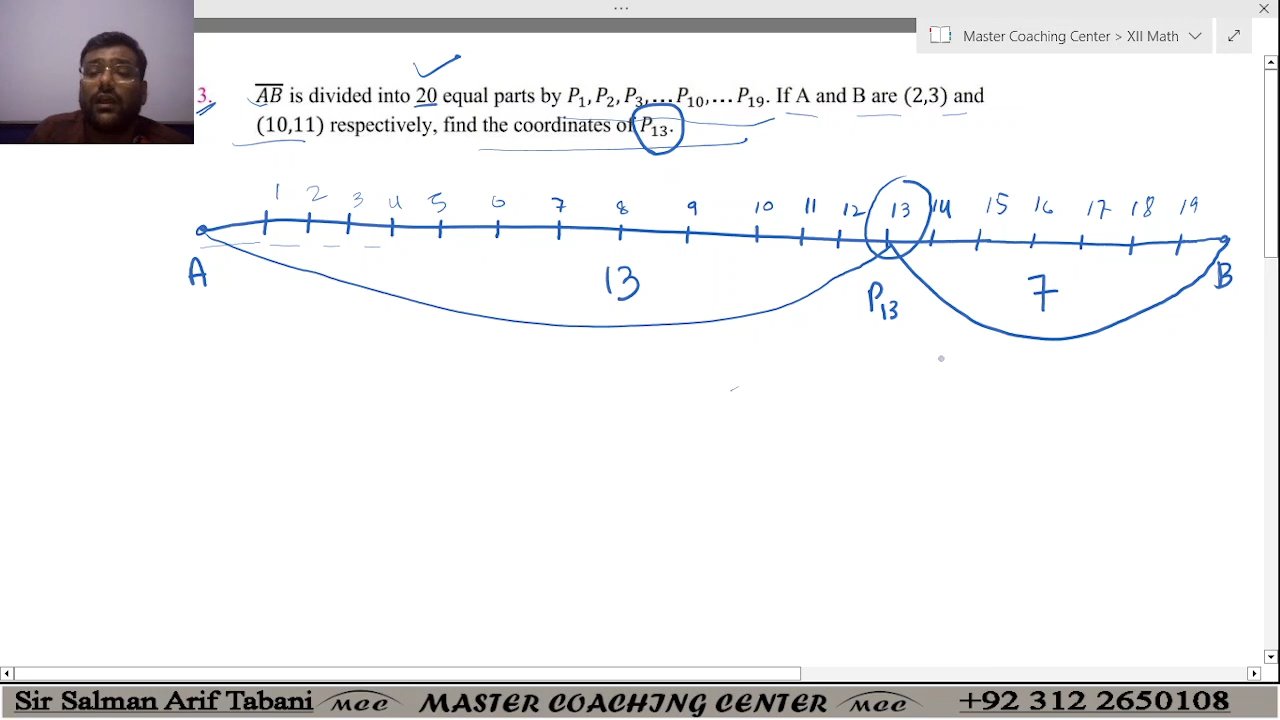 ...
Master Coaching Center > XII Math
3. AB is divided into 20 equal parts by P₁, P₂, P₃, … P₁₀, … P₁₉. If A and B are (2,3) and
(10,11) respectively, find the coordinates of P₁₃.
1 2 3 4 5 6 7 8 9 10 11 12 13 14 15 16 17 18 19
A 13 P₁₃ 7 B
Sir Salman Arif Tabani mcc MASTER COACHING CENTER mcc +92 312 2650108